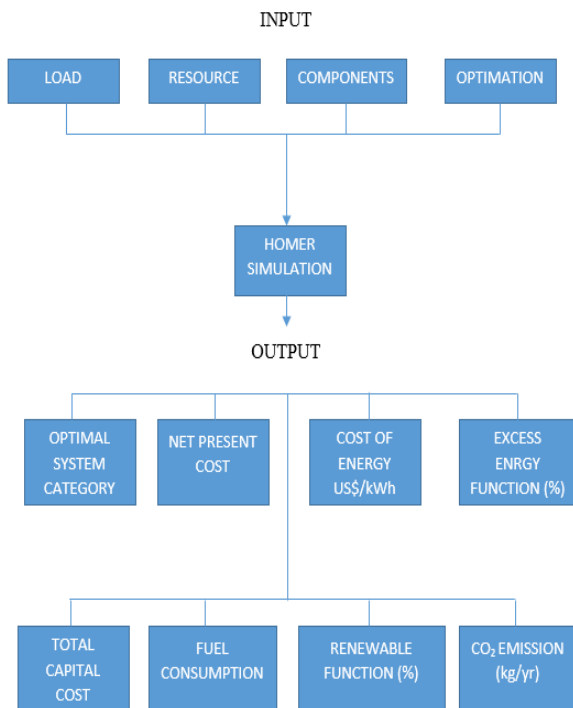 INPUT
LOAD
RESOURCE
COMPONENTS
OPTIMATION
HOMER
SIMULATION
OUTPUT
OPTIMAL
SYSTEM
CATEGORY
NET PRESENT
COST
COST OF
ENERGY
US$/kWh
EXCESS
ENRGY
FUNCTION (%)
TOTAL
CAPITAL
COST
FUEL
CONSUMPTION
RENEWABLE
FUNCTION (%)
CO₂ EMISSION
(kg/yr)